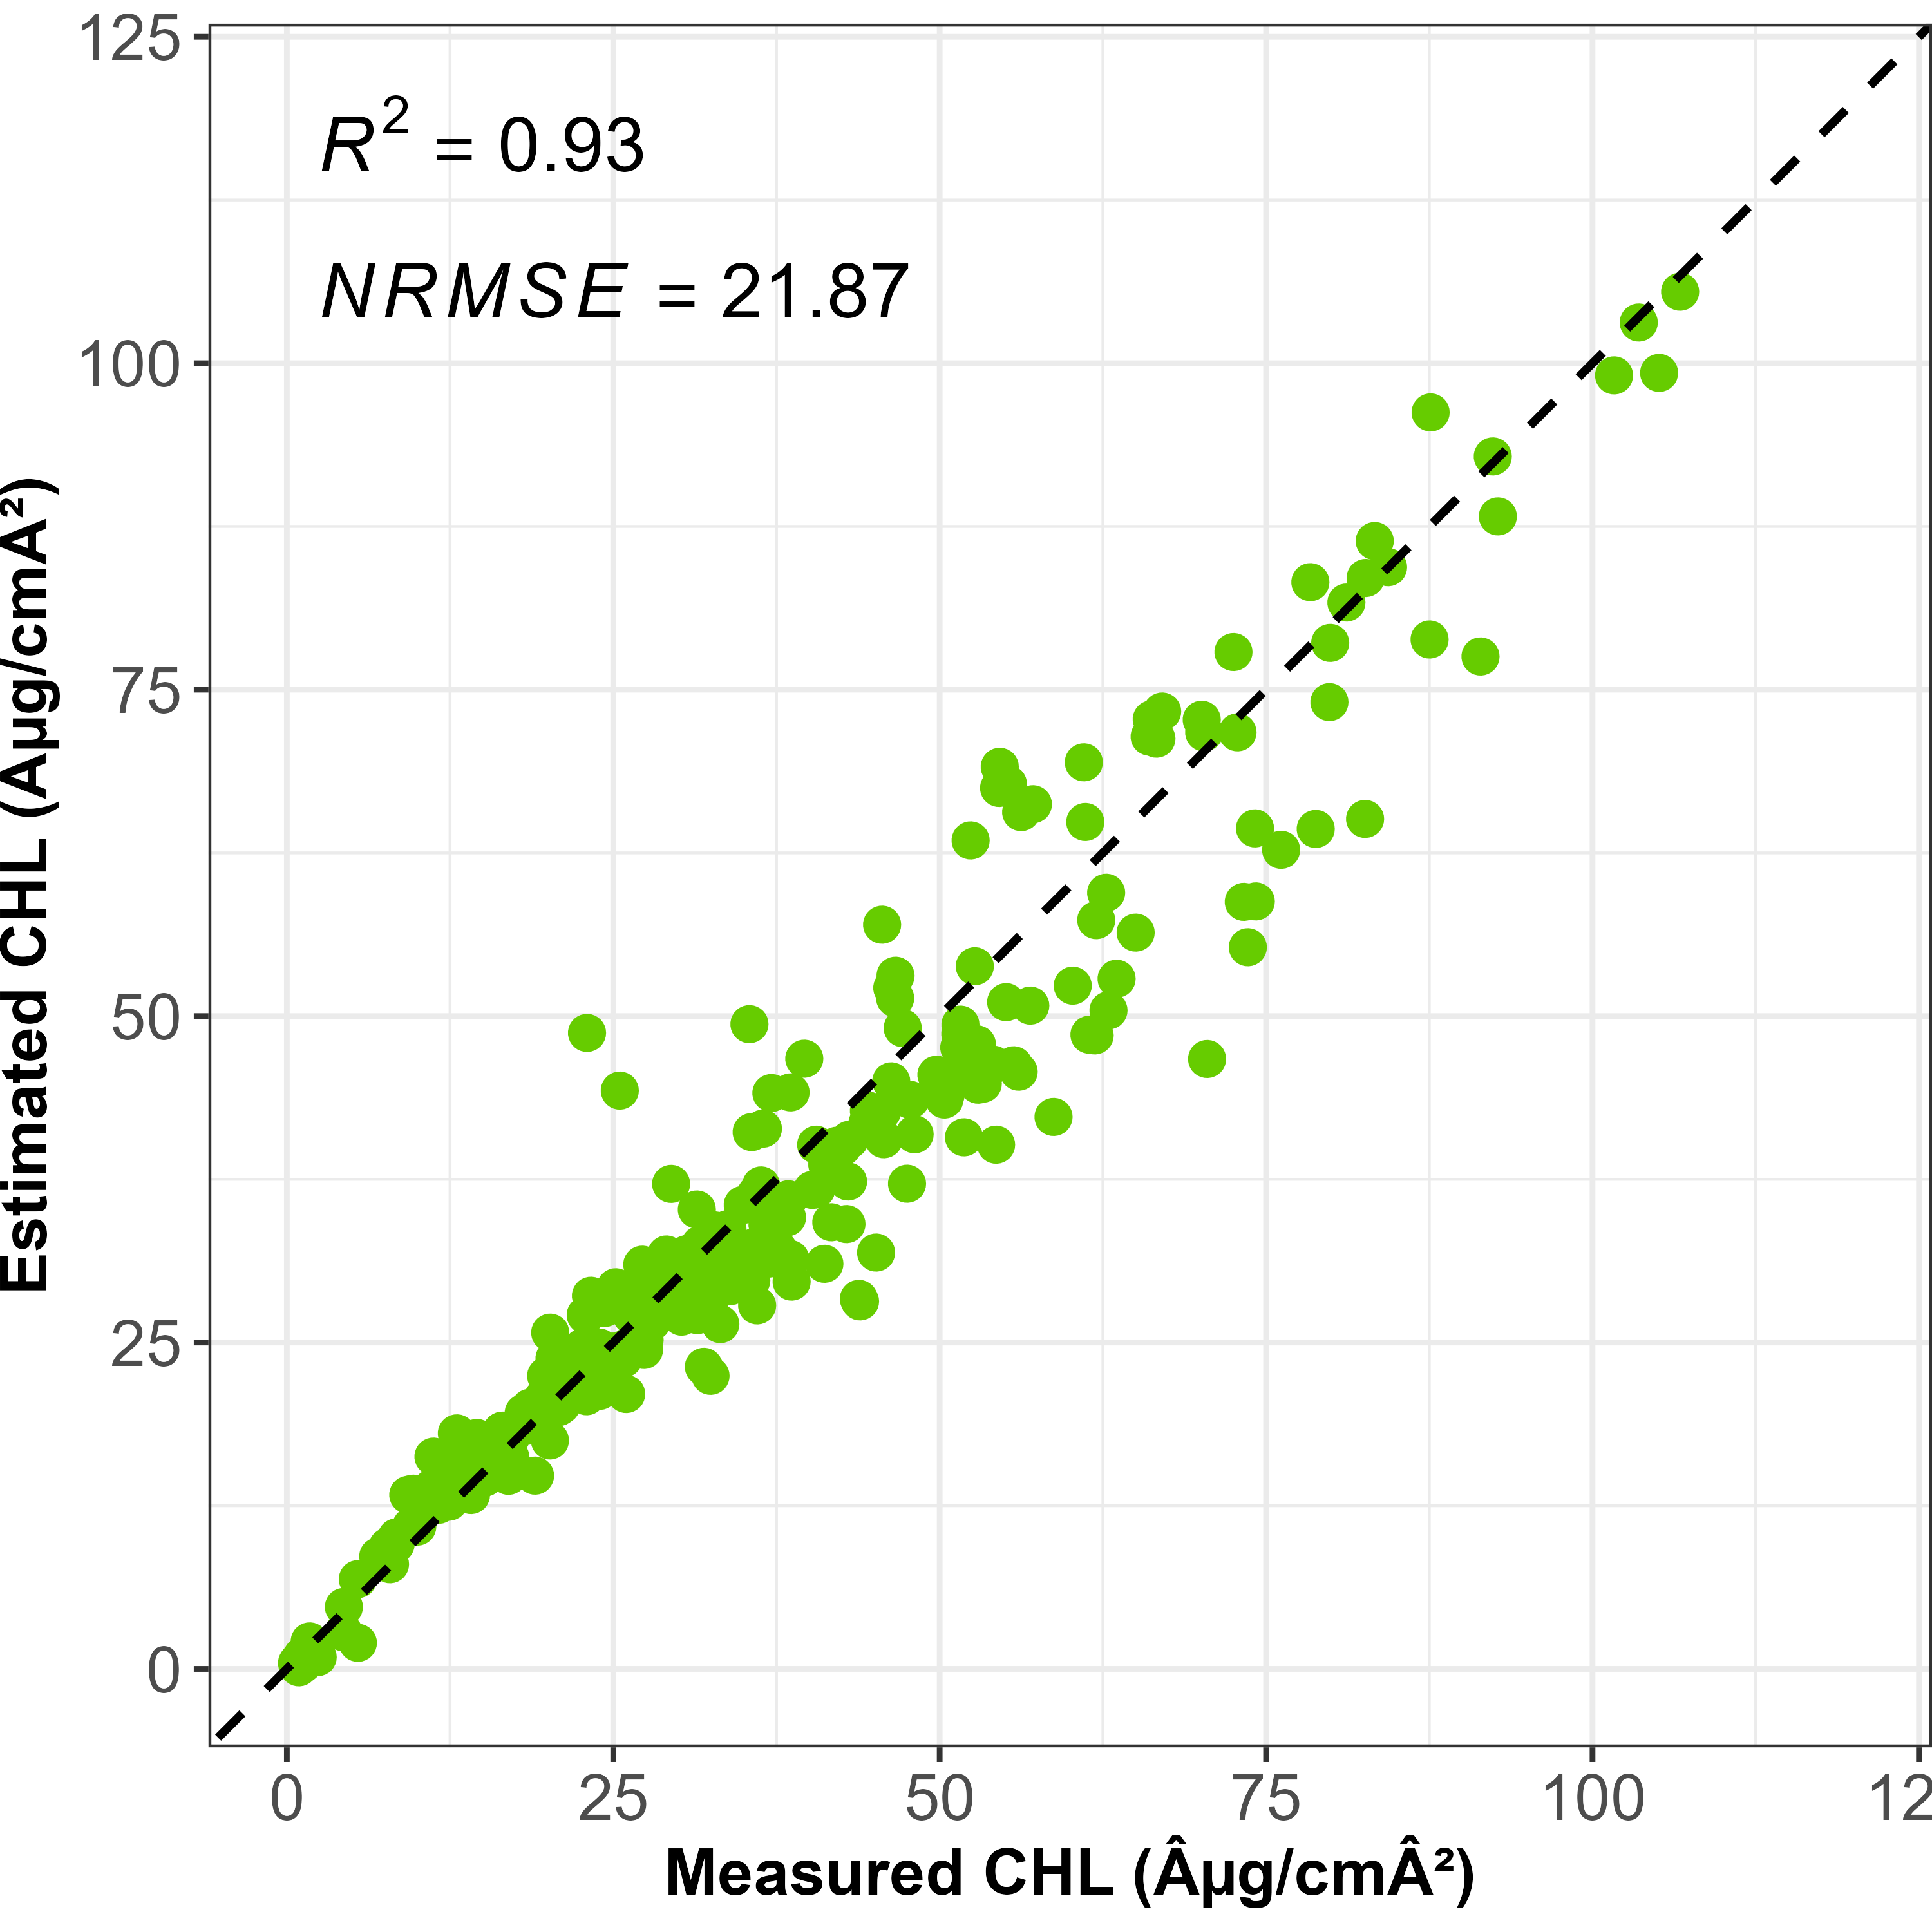 125
R² = 0.93
NRMSE = 21.87
100
75
50
25
0
Estimated CHL (Âµg/cmÂ²)
0 25 50 75 100 12
Measured CHL (Âµg/cmÂ²)